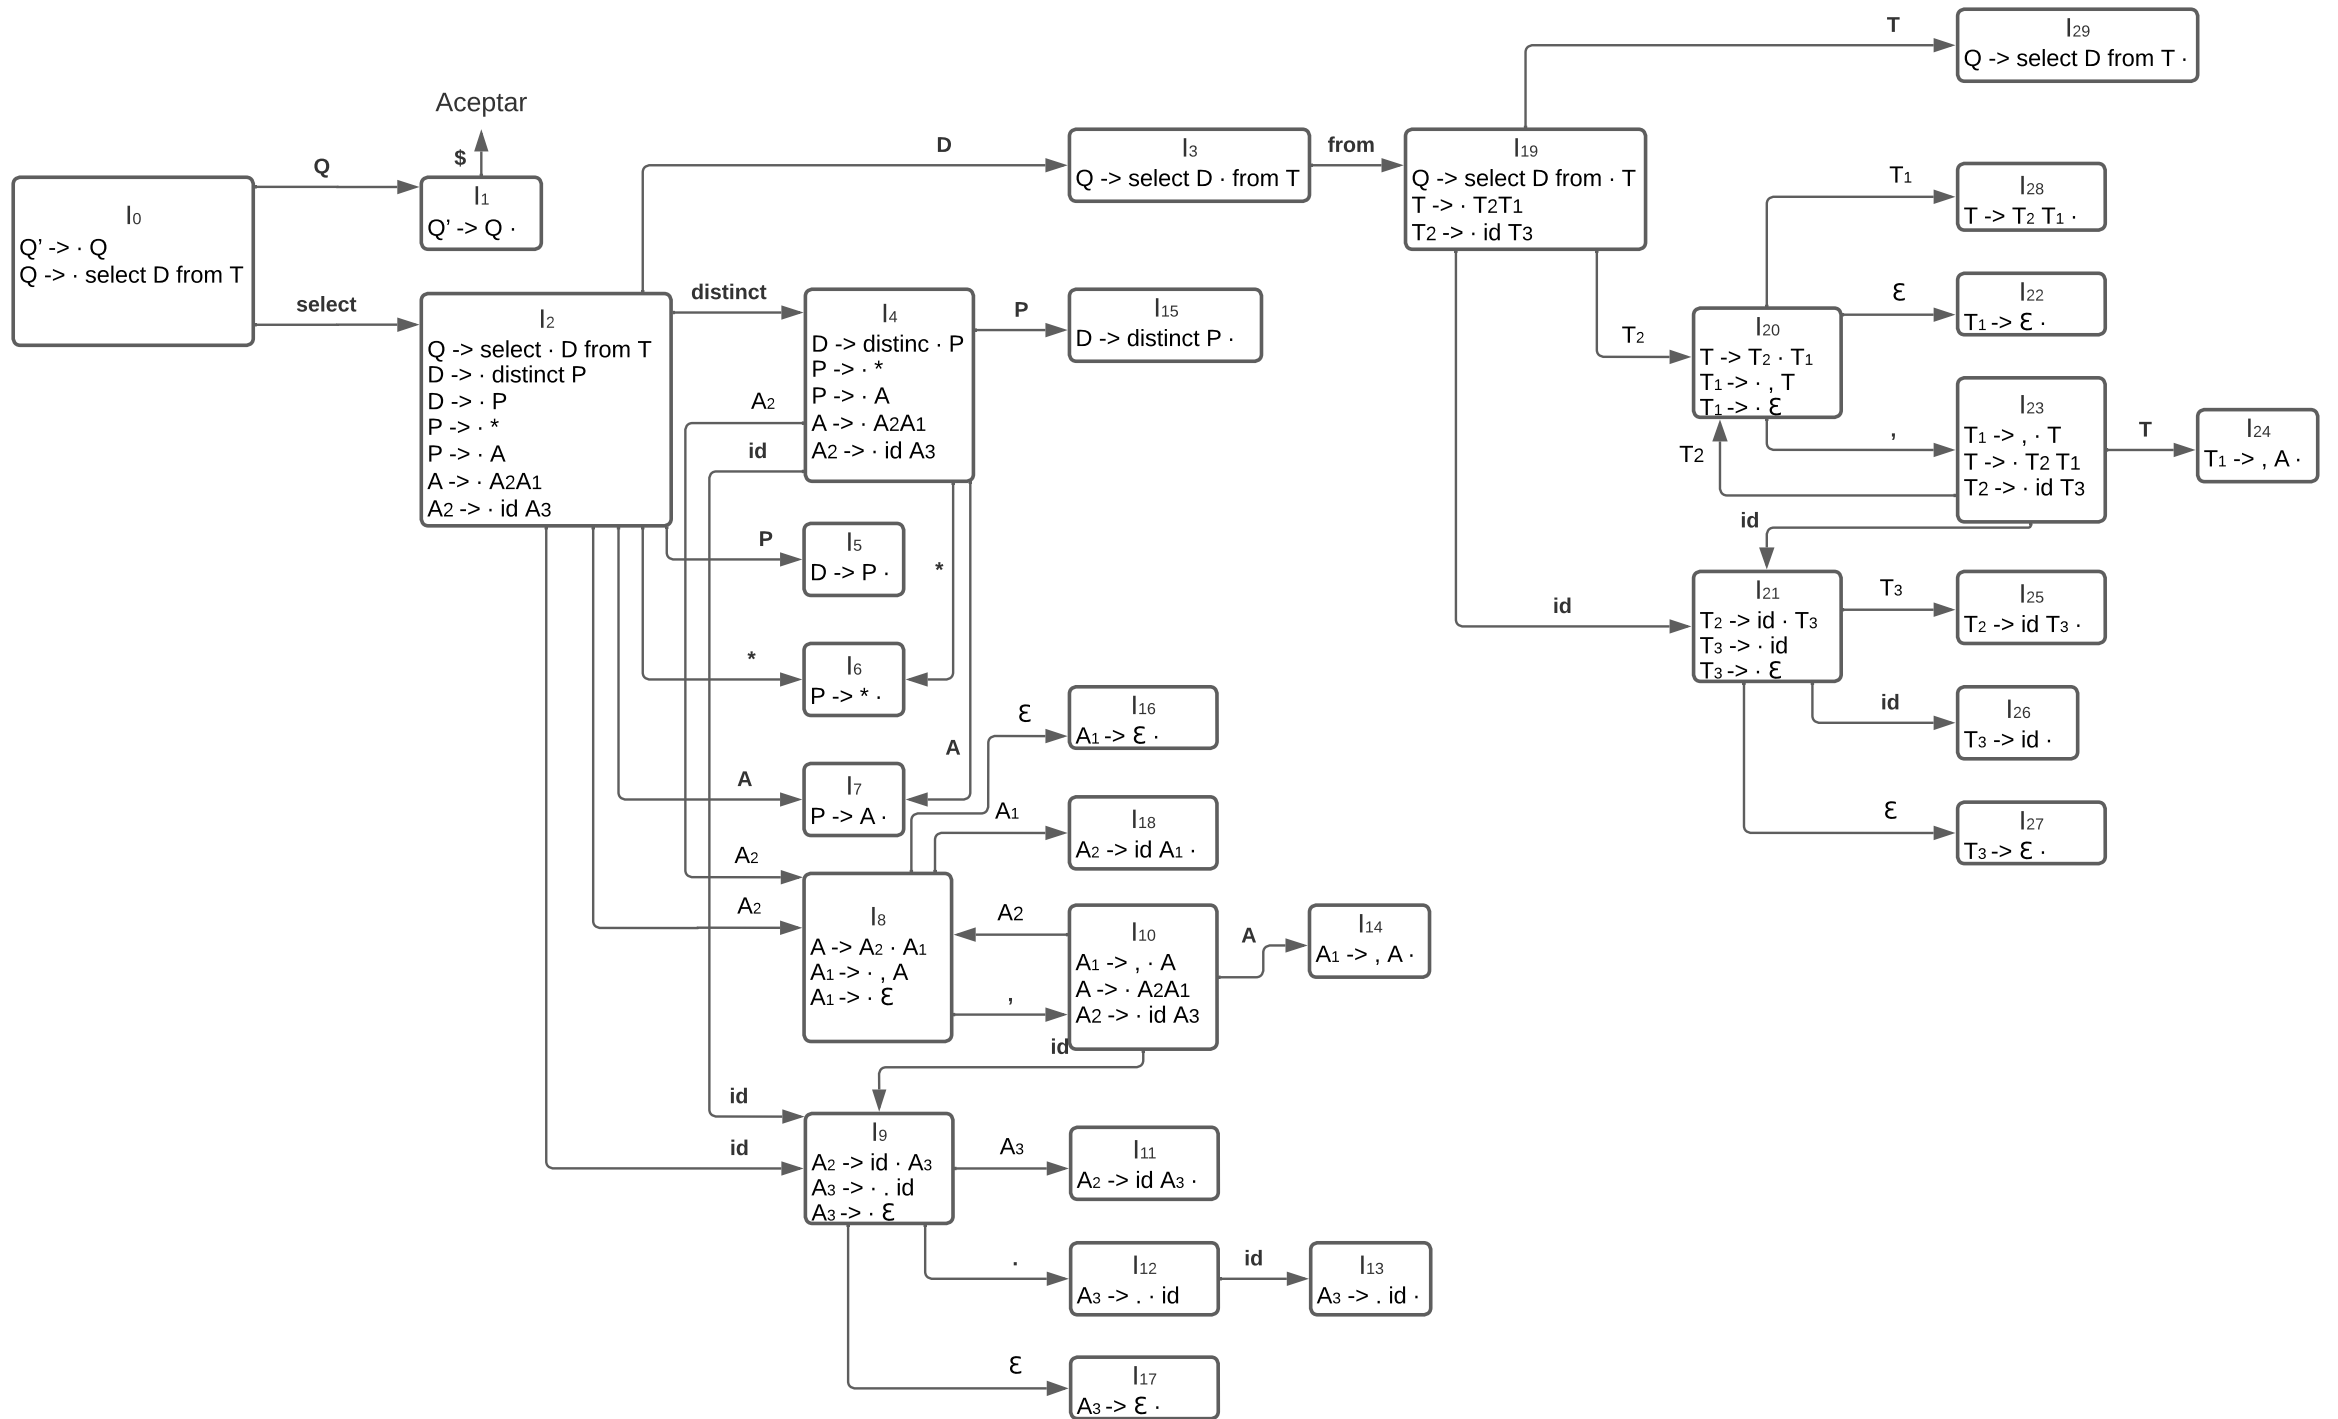 Aceptar
$
Q
I0
Q' -> · Q
Q -> · select D from T
I1
Q' -> Q ·
select
I2
Q -> select · D from T
D -> · distinct P
D -> · P
P -> · *
P -> · A
A -> · A2A1
A2 -> · id A3
D
I3
Q -> select D · from T
from
distinct
I4
D -> distinc · P
P -> · *
P -> · A
A -> · A2A1
A2 -> · id A3
P
I15
D -> distinct P ·
A2
id
P
I5
D -> P ·
*
*
I6
P -> * ·
A
A
I7
P -> A ·
Ɛ
I16
A1 -> Ɛ ·
A1
I18
A2 -> id A1 ·
A2
A2
I8
A -> A2 · A1
A1 -> · , A
A1 -> · Ɛ
A2
,
I10
A1 -> , · A
A -> · A2A1
A2 -> · id A3
A
I14
A1 -> , A ·
id
id
id
I9
A2 -> id · A3
A3 -> · . id
A3 -> · Ɛ
A3
I11
A2 -> id A3 ·
.
I12
A3 -> . · id
id
I13
A3 -> . id ·
Ɛ
I17
A3 -> Ɛ ·
I19
Q -> select D from · T
T -> · T2T1
T2 -> · id T3
T
I29
Q -> select D from T ·
T2
I20
T -> T2 · T1
T1 -> · , T
T1 -> · Ɛ
T1
I28
T -> T2 T1 ·
Ɛ
I22
T1 -> Ɛ ·
,
I23
T1 -> , · T
T -> · T2 T1
T2 -> · id T3
T
I24
T1 -> , A ·
T2
id
id
I21
T2 -> id · T3
T3 -> · id
T3 -> · Ɛ
T3
I25
T2 -> id T3 ·
id
I26
T3 -> id ·
Ɛ
I27
T3 -> Ɛ ·